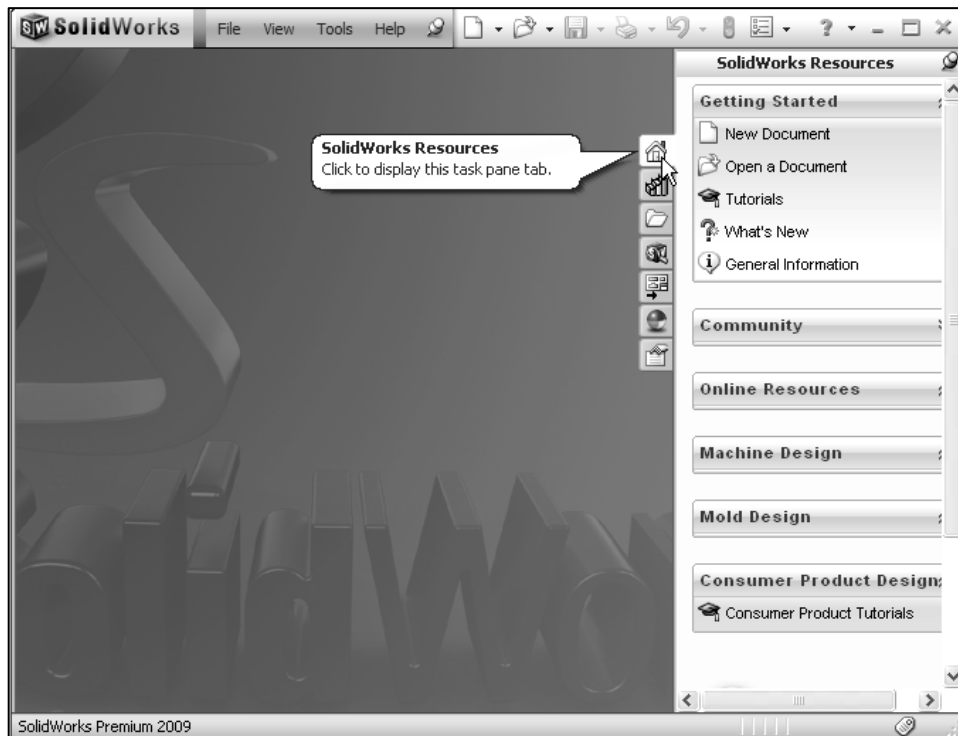 SW SolidWorks
File View Tools Help
?
SolidWorks Resources
Getting Started
New Document
SolidWorks Resources
Click to display this task pane tab.
Open a Document
Tutorials
What's New
General Information
Community
Online Resources
Machine Design
Mold Design
Consumer Product Design
Consumer Product Tutorials
SolidWorks Premium 2009
SolidWo